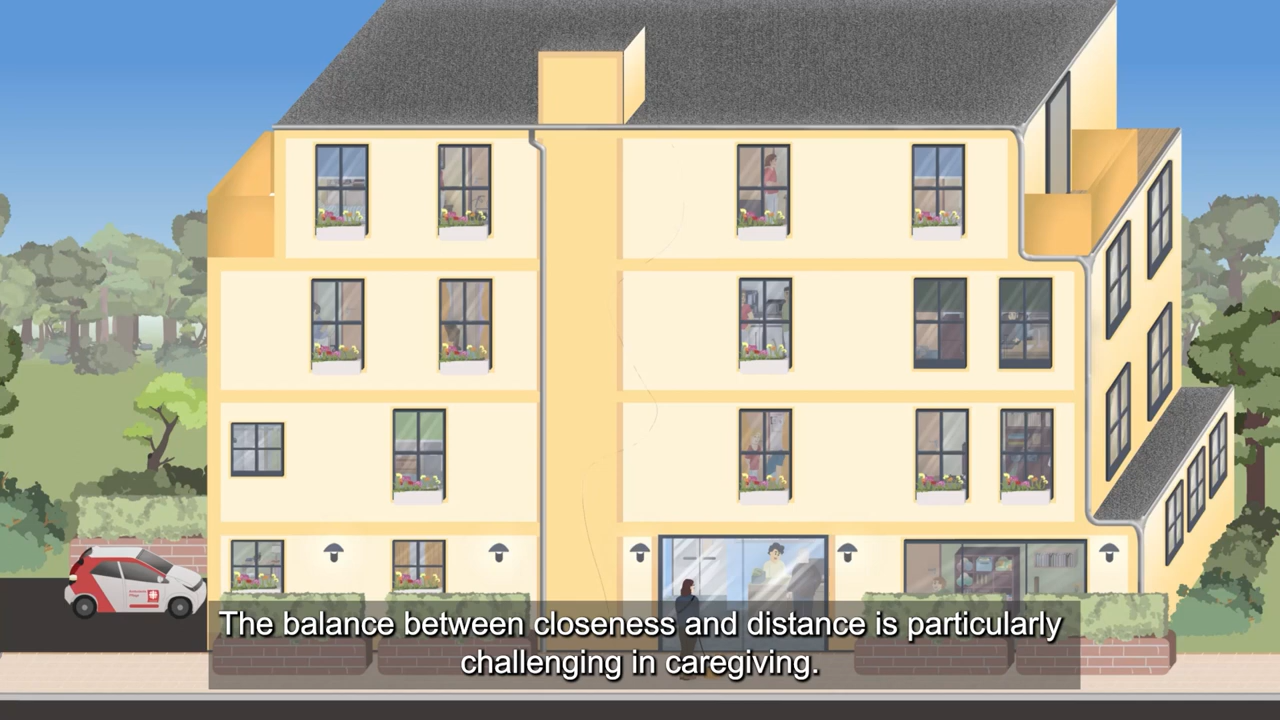 The balance between closeness and distance is particularly
challenging in caregiving.